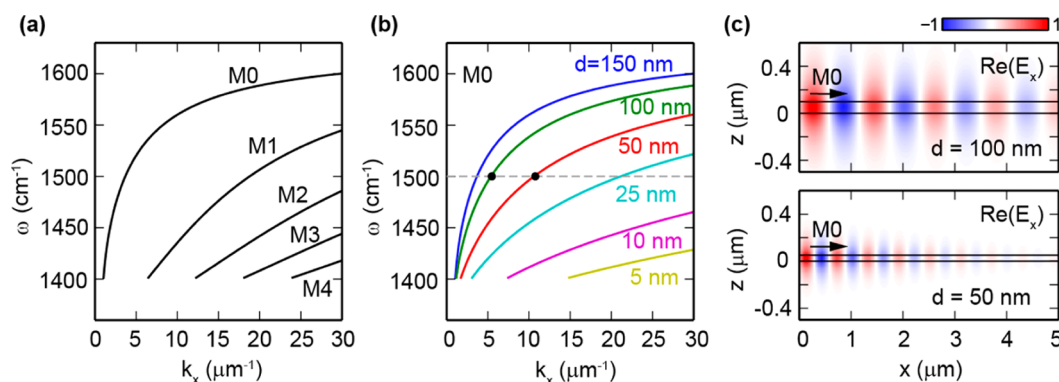 (a)
1600
1550
1500
1450
1400
ω (cm⁻¹)
M0
M1
M2
M3
M4
0 5 10 15 20 25 30
kₓ (μm⁻¹)
(b)
1600
1550
1500
1450
1400
ω (cm⁻¹)
M0
d=150 nm
100 nm
50 nm
25 nm
10 nm
5 nm
0 5 10 15 20 25 30
kₓ (μm⁻¹)
(c)
−1 1
0.4
0
-0.4
z (μm)
M0
Re(Eₓ)
d = 100 nm
0.4
0
-0.4
z (μm)
M0
Re(Eₓ)
d = 50 nm
0 1 2 3 4 5
x (μm)